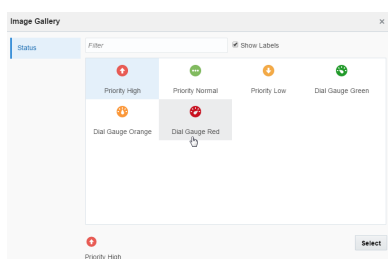 Image Gallery
Status
Filter
Show Labels
Priority High
Priority Normal
Priority Low
Dial Gauge Green
Dial Gauge Orange
Dial Gauge Red
Select
Priority High